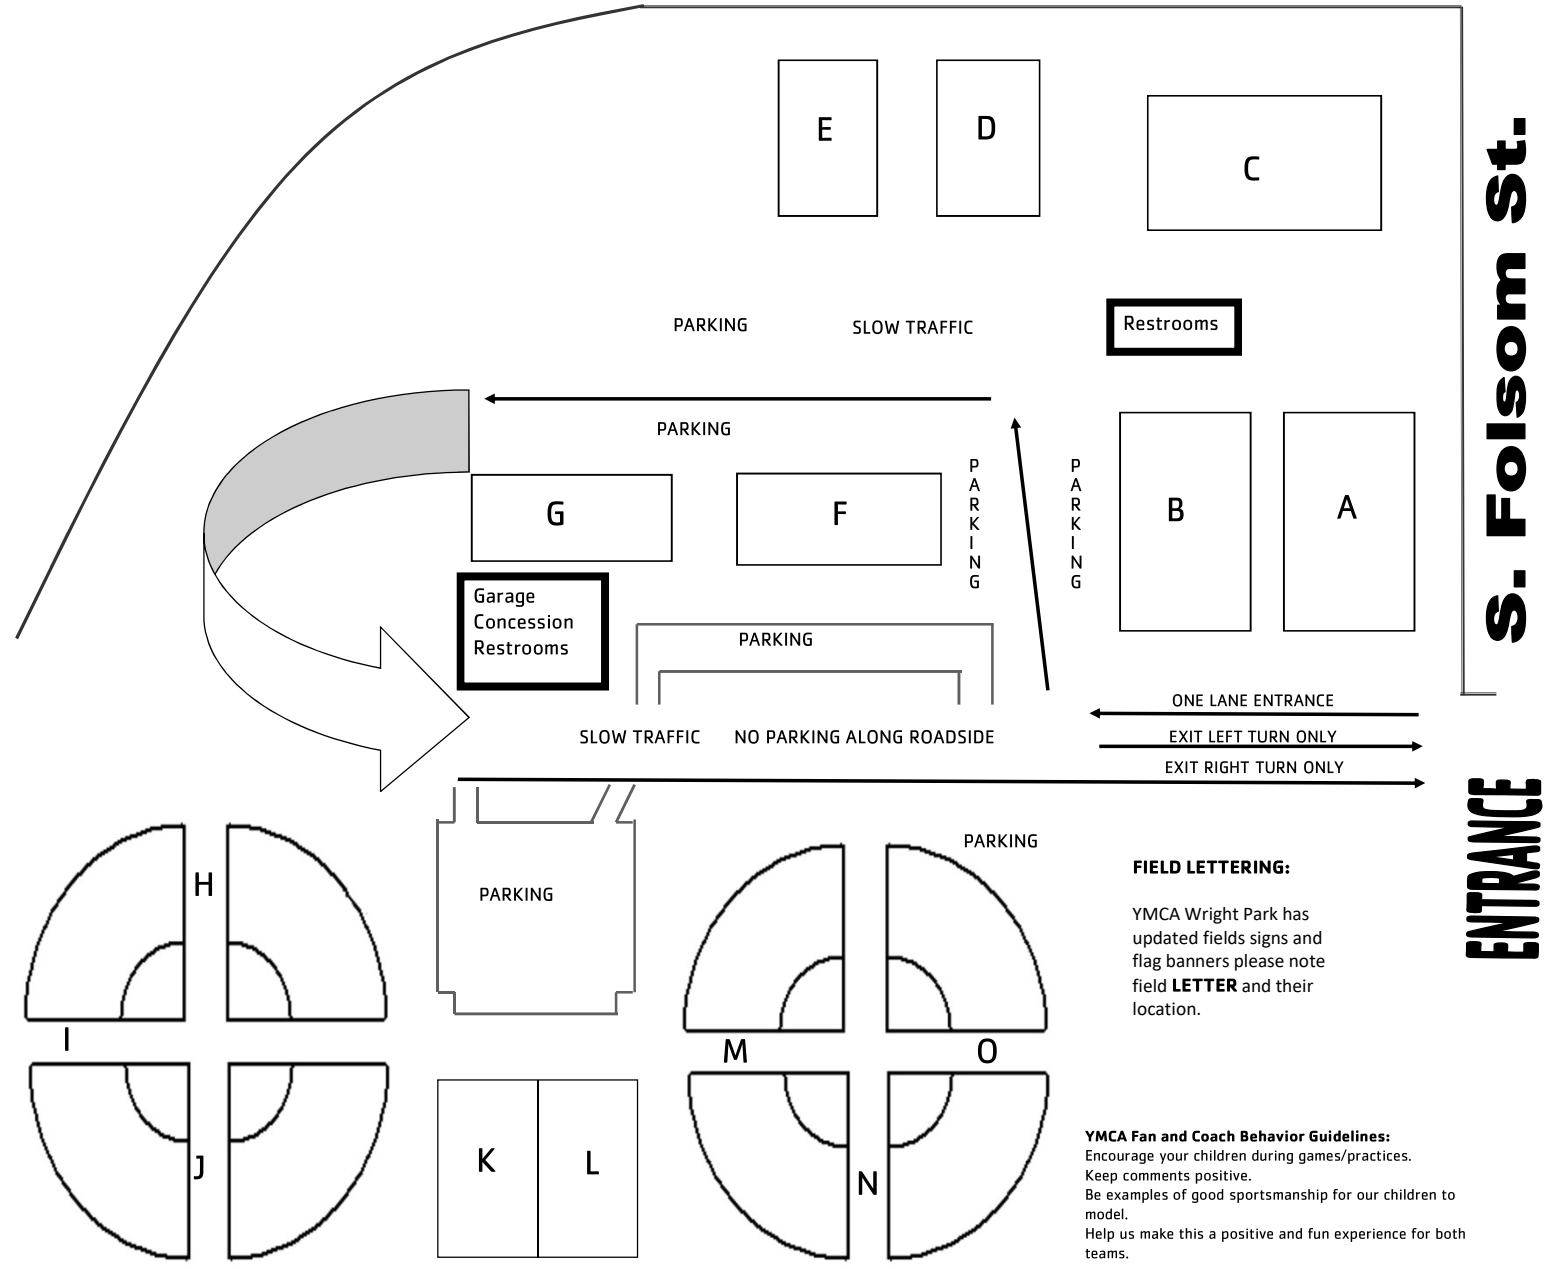 E
D
C
S. Folsom St.
PARKING
SLOW TRAFFIC
Restrooms
PARKING
PARKING
PARKING
G
F
B
A
Garage
Concession
Restrooms
PARKING
ONE LANE ENTRANCE
SLOW TRAFFIC
NO PARKING ALONG ROADSIDE
EXIT LEFT TURN ONLY
EXIT RIGHT TURN ONLY
ENTRANCE
PARKING
H
PARKING
FIELD LETTERING:
YMCA Wright Park has
updated fields signs and
flag banners please note
field LETTER and their
location.
I
M
O
J
K
L
N
YMCA Fan and Coach Behavior Guidelines:
Encourage your children during games/practices.
Keep comments positive.
Be examples of good sportsmanship for our children to
model.
Help us make this a positive and fun experience for both
teams.